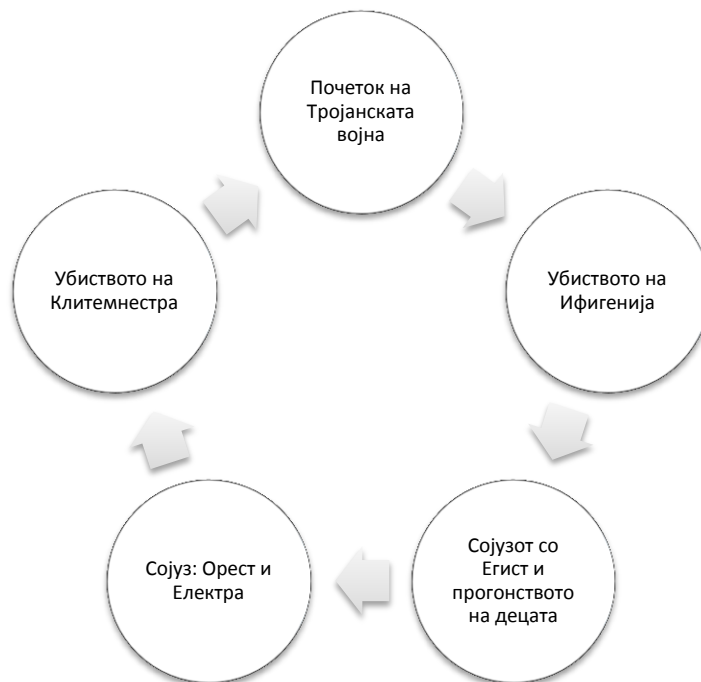 Почеток на
Тројанската
војна
Убиството на
Ифигенија
Сојузот со
Егист и
прогонството
на децата
Сојуз: Орест и
Електра
Убиството на
Клитемнестра